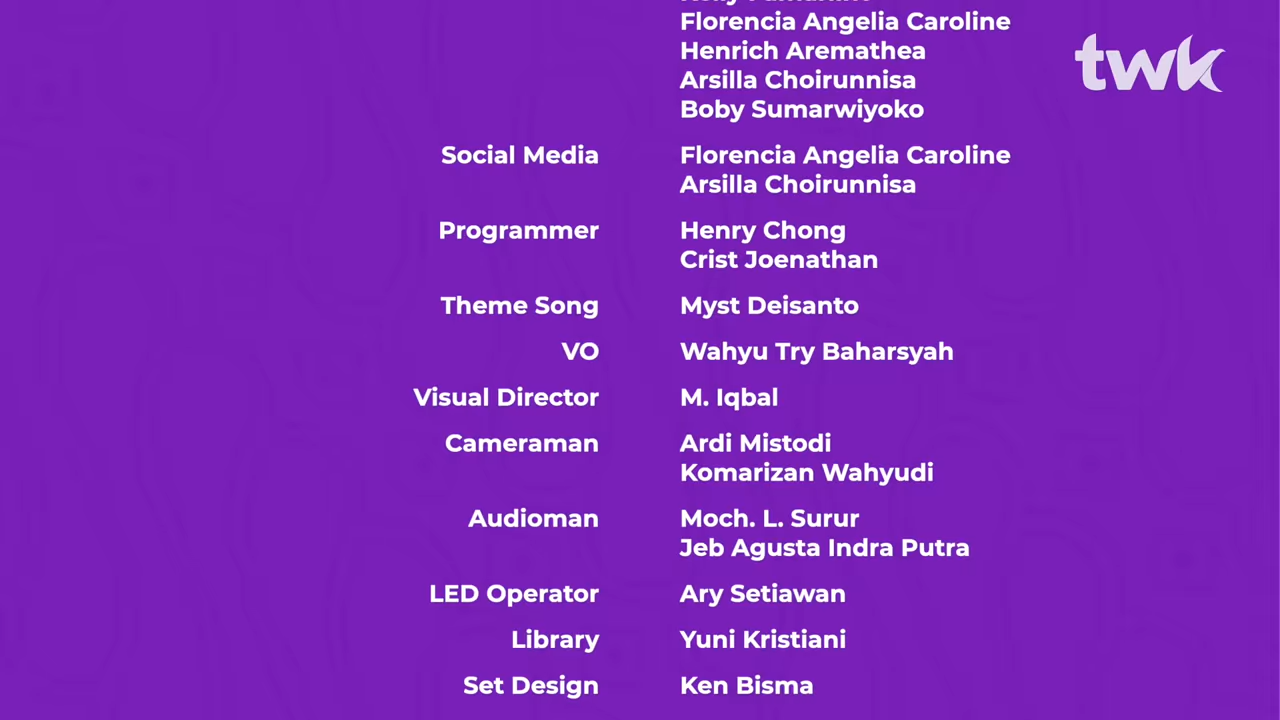 Florencia Angelia Caroline
Henrich Aremathea
Arsilla Choirunnisa
Boby Sumarwiyoko
twk
Social Media Florencia Angelia Caroline
Arsilla Choirunnisa
Programmer Henry Chong
Crist Joenathan
Theme Song Myst Deisanto
VO Wahyu Try Baharsyah
Visual Director M. Iqbal
Cameraman Ardi Mistodi
Komarizan Wahyudi
Audioman Moch. L. Surur
Jeb Agusta Indra Putra
LED Operator Ary Setiawan
Library Yuni Kristiani
Set Design Ken Bisma